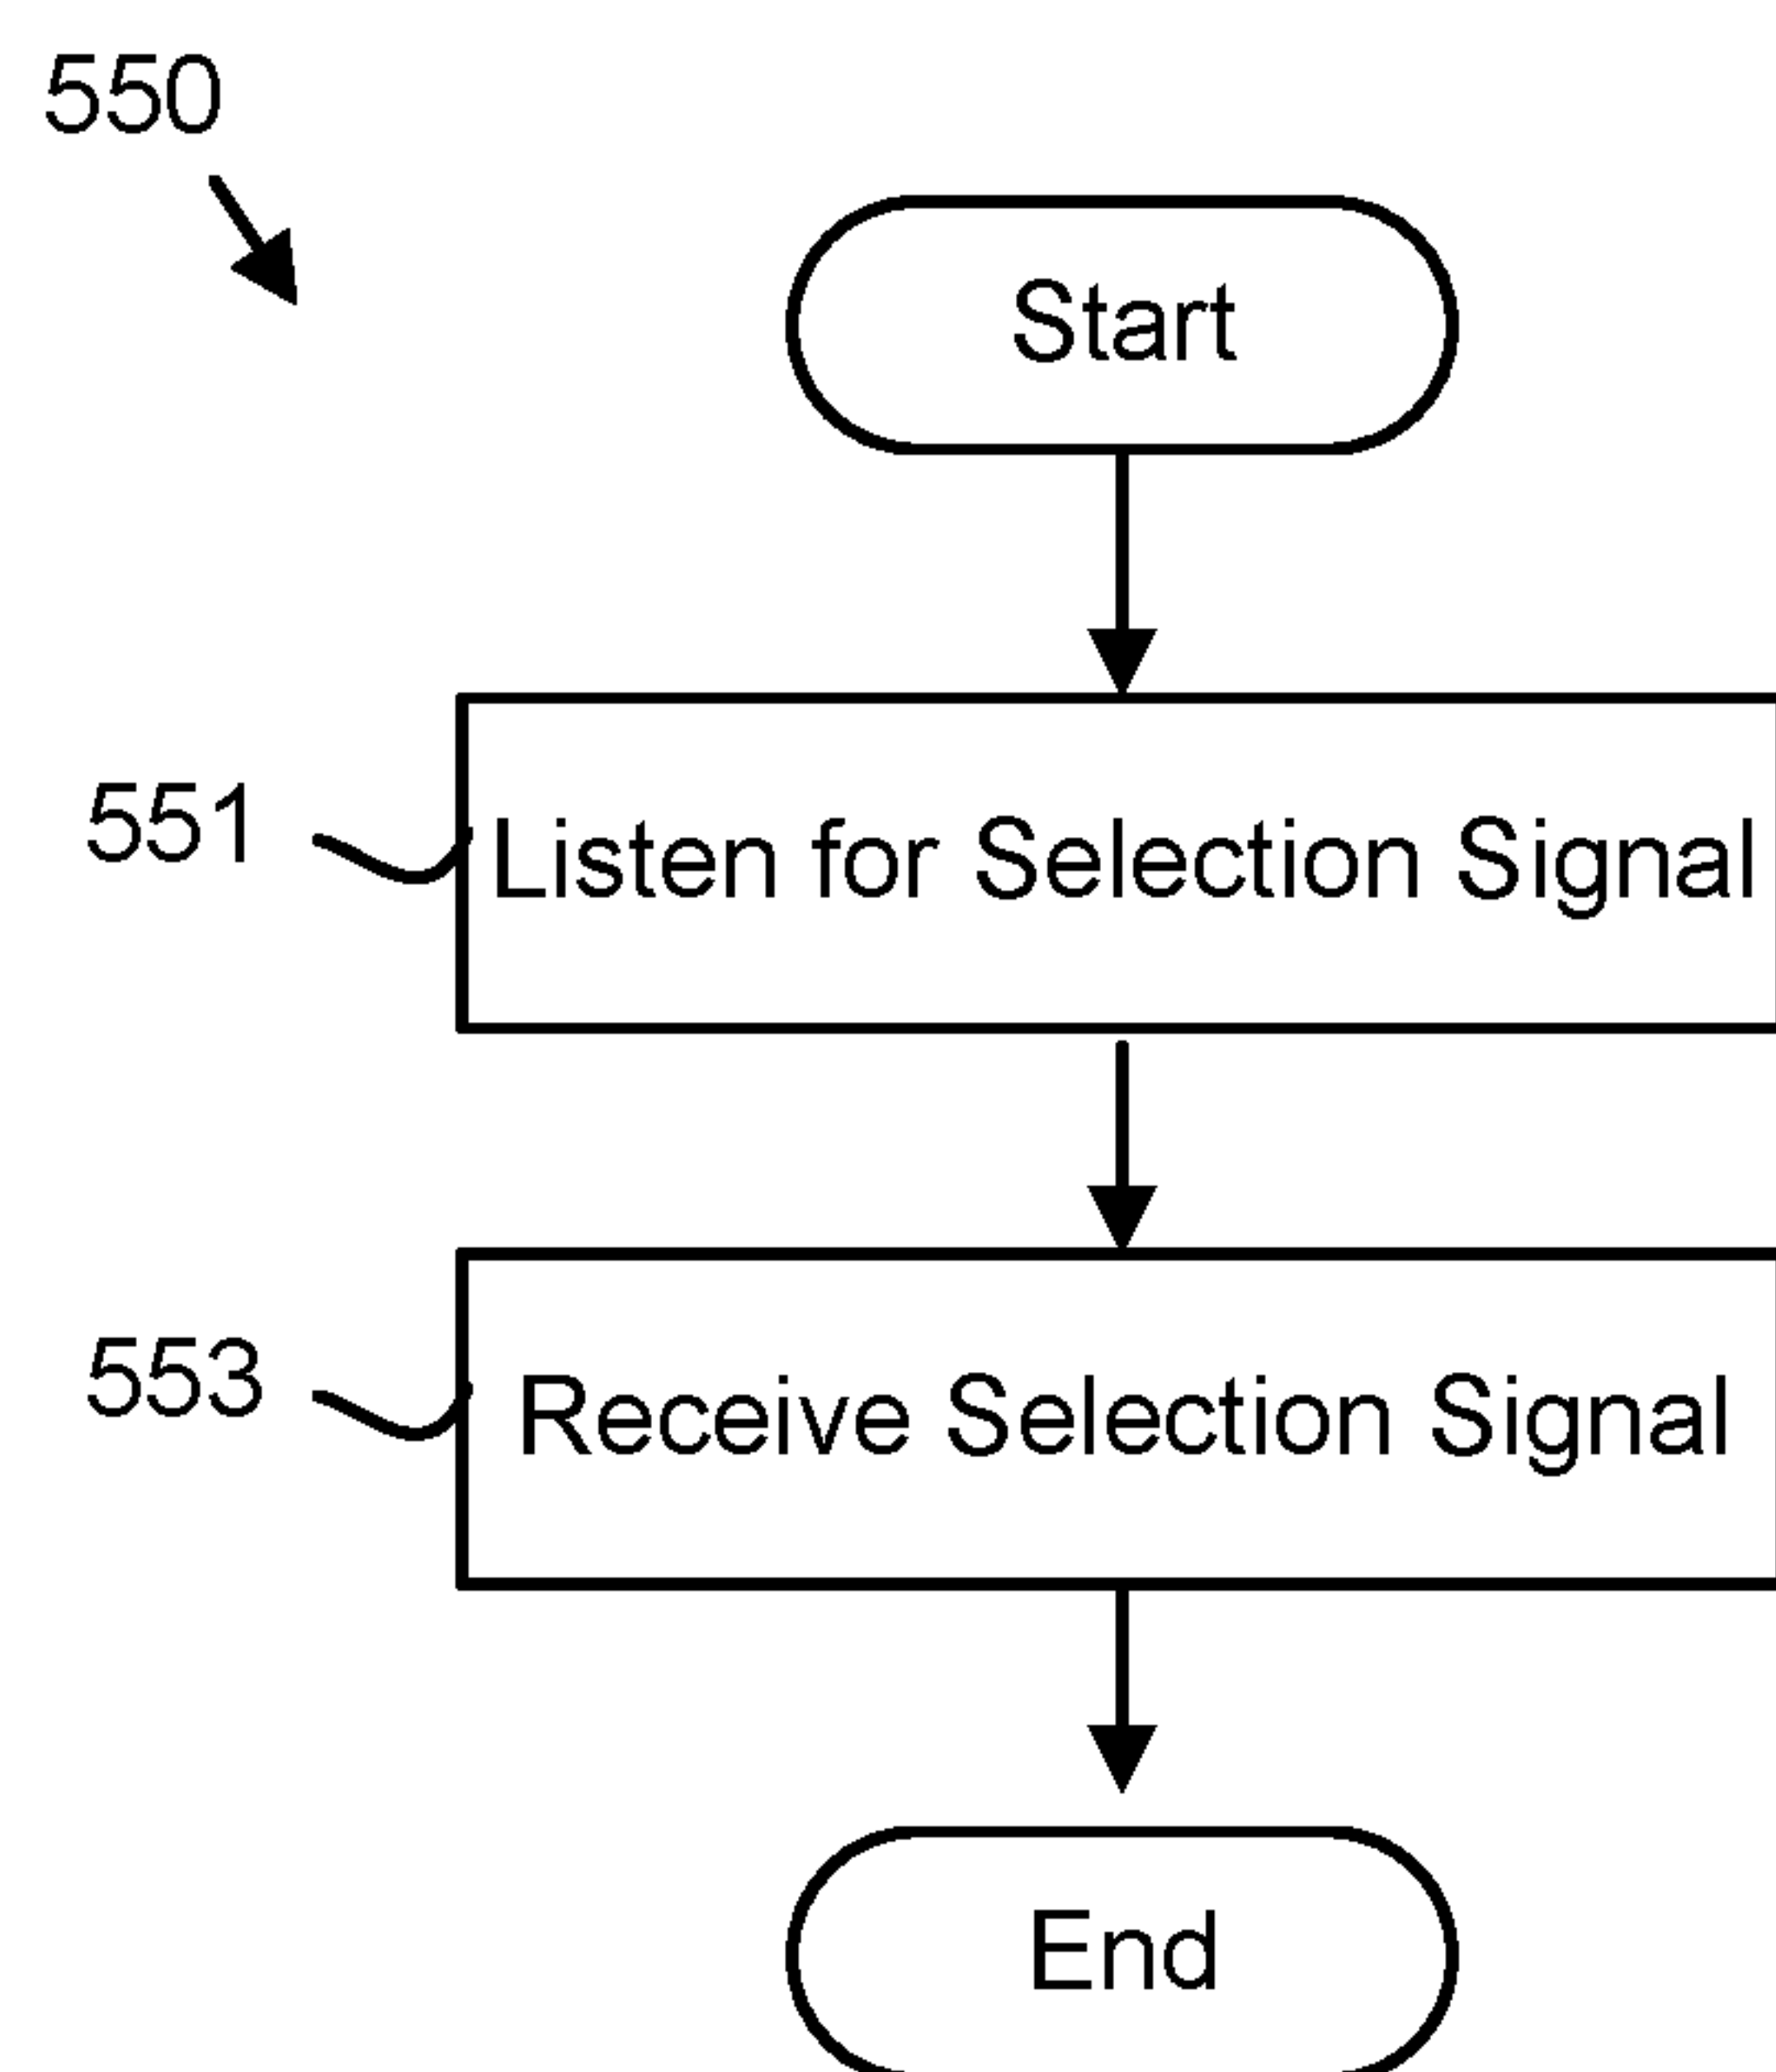 550
Start
551
Listen for Selection Signal
553
Receive Selection Signal
End